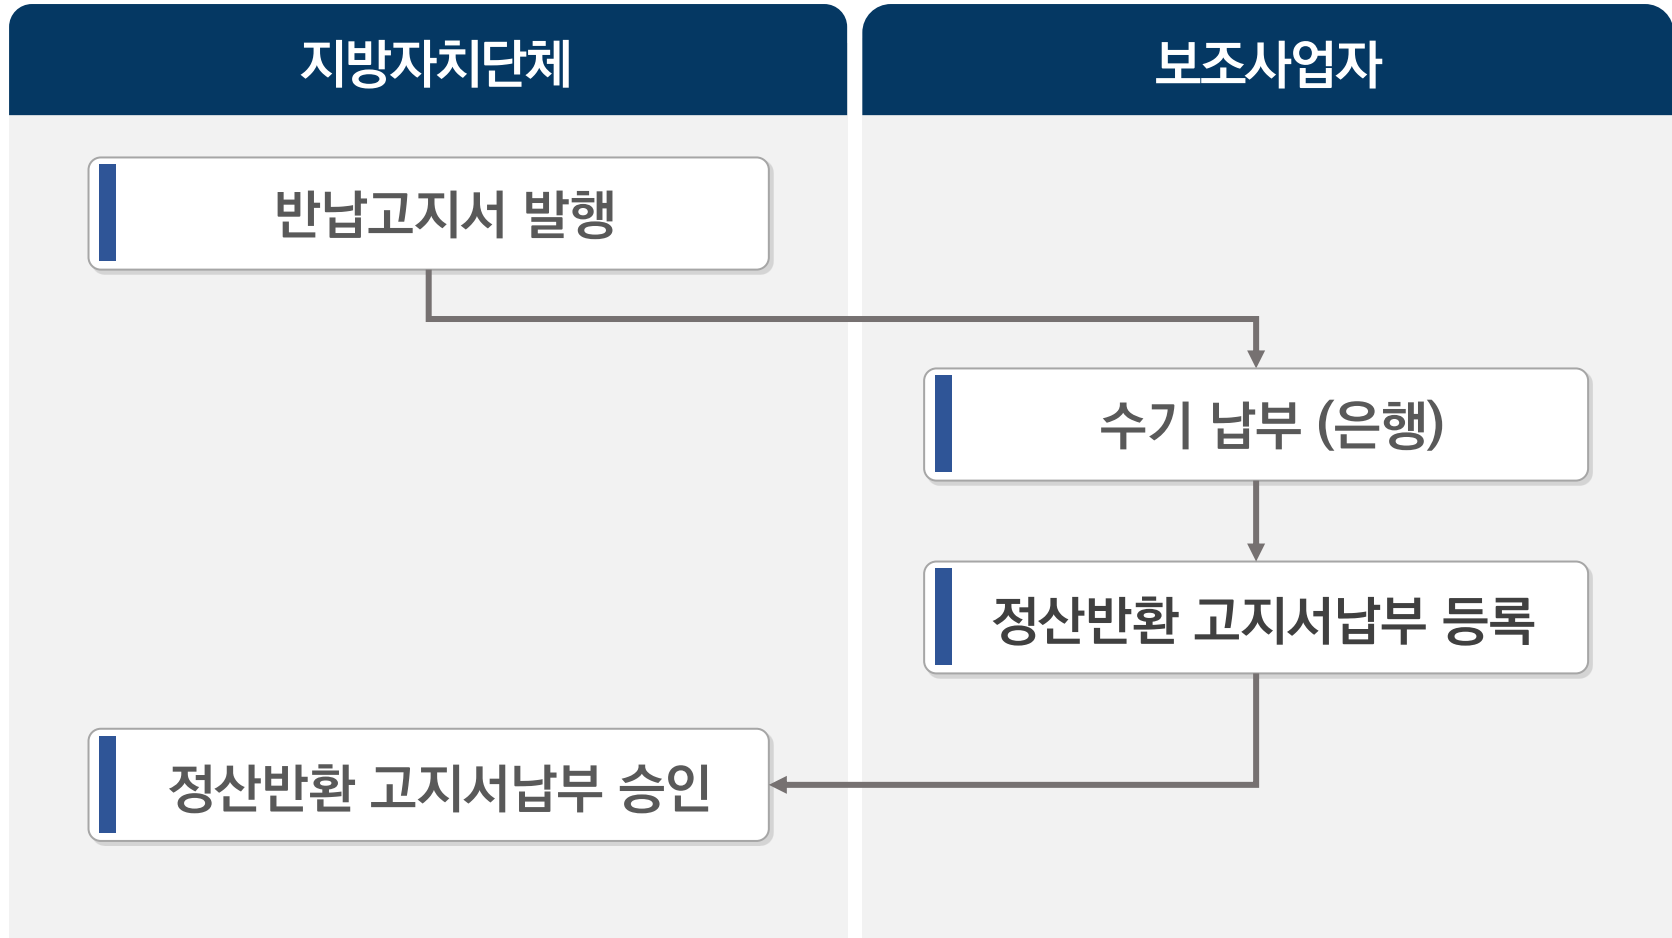 지방자치단체
보조사업자
반납고지서 발행
수기 납부 (은행)
정산반환 고지서납부 등록
정산반환 고지서납부 승인